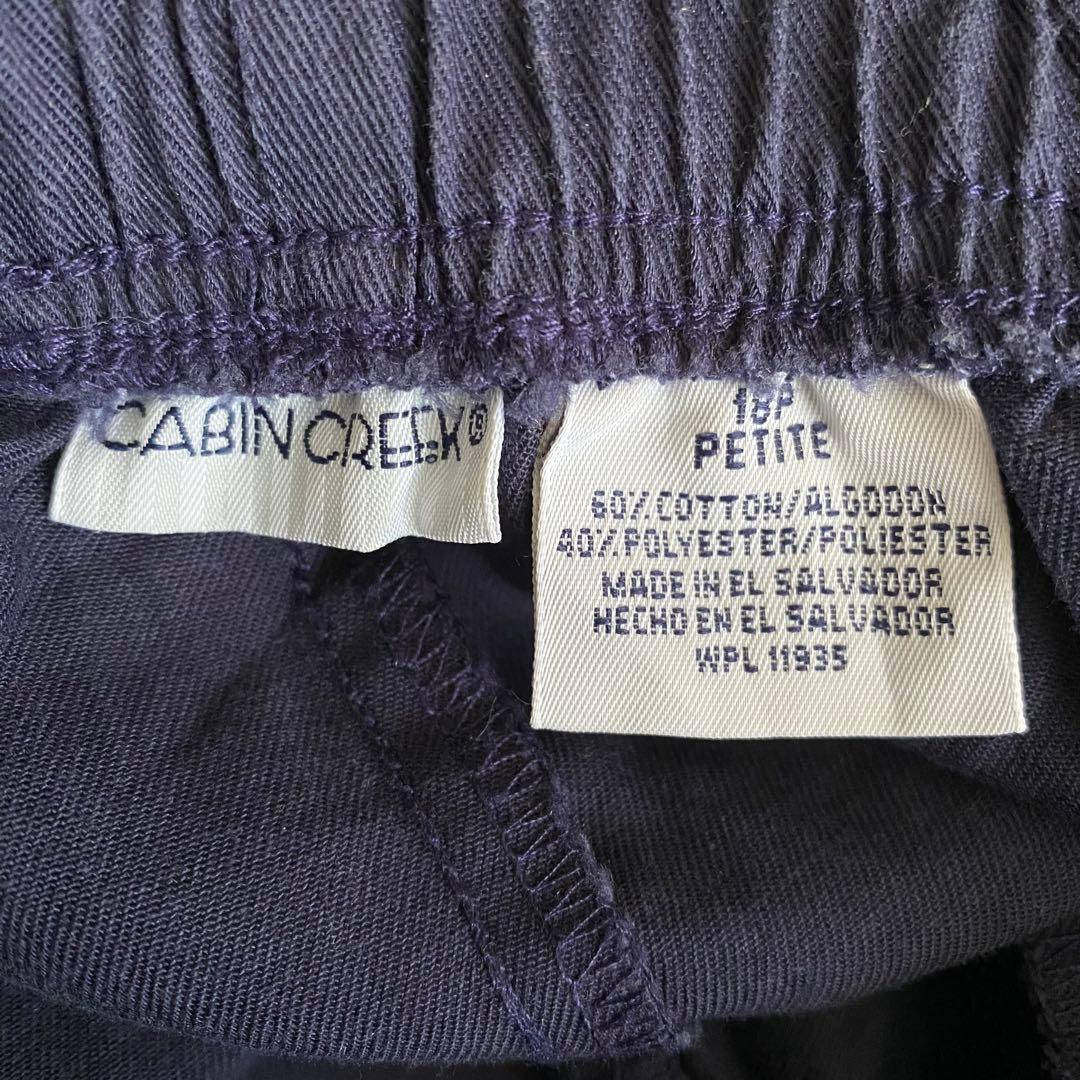 CABIN CREEK®
18P
PETITE
60% COTTON/ALGODON
40% POLYESTER/POLIESTER
MADE IN EL SALVADOR
HECHO EN EL SALVADOR
WPL 11935